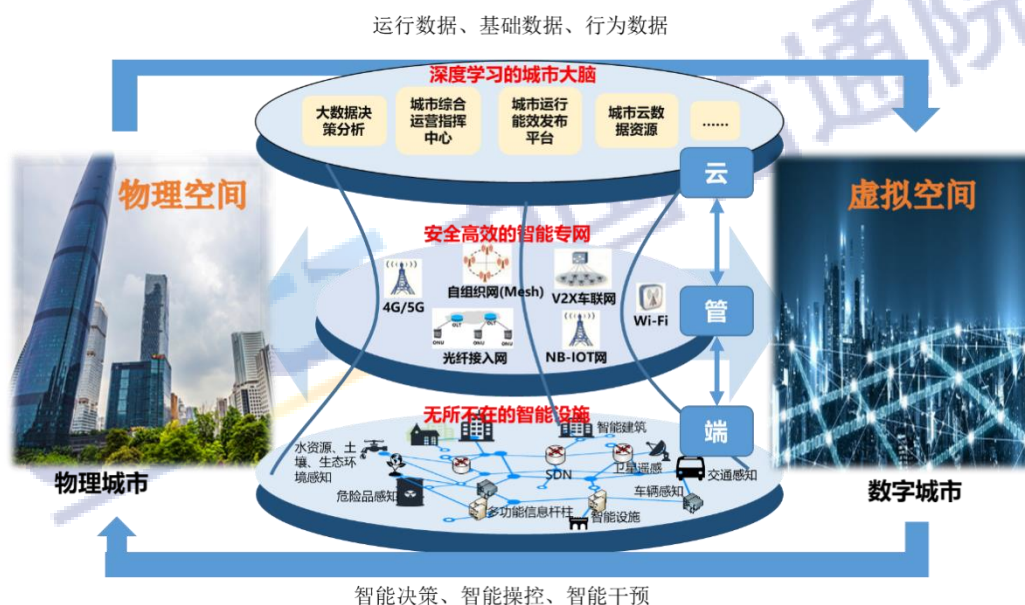 运行数据、基础数据、行为数据
深度学习的城市大脑
大数据决
策分析
城市综合
运营指挥
中心
城市运行
能效发布
平台
城市云数
据资源
......
云
物理空间
虚拟空间
安全高效的智能专网
4G/5G
自组织网(Mesh)
V2X车联网
Wi-Fi
管
OLT
OLT
ONU
ONU
ONU
光纤接入网
NB-IOT网
无所不在的智能设施
端
水资源、土
壤、生态环
境感知
智能建筑
SDN
卫星遥感
交通感知
危险品感知
车辆感知
多功能信息杆柱
智能设施
物理城市
数字城市
智能决策、智能操控、智能干预